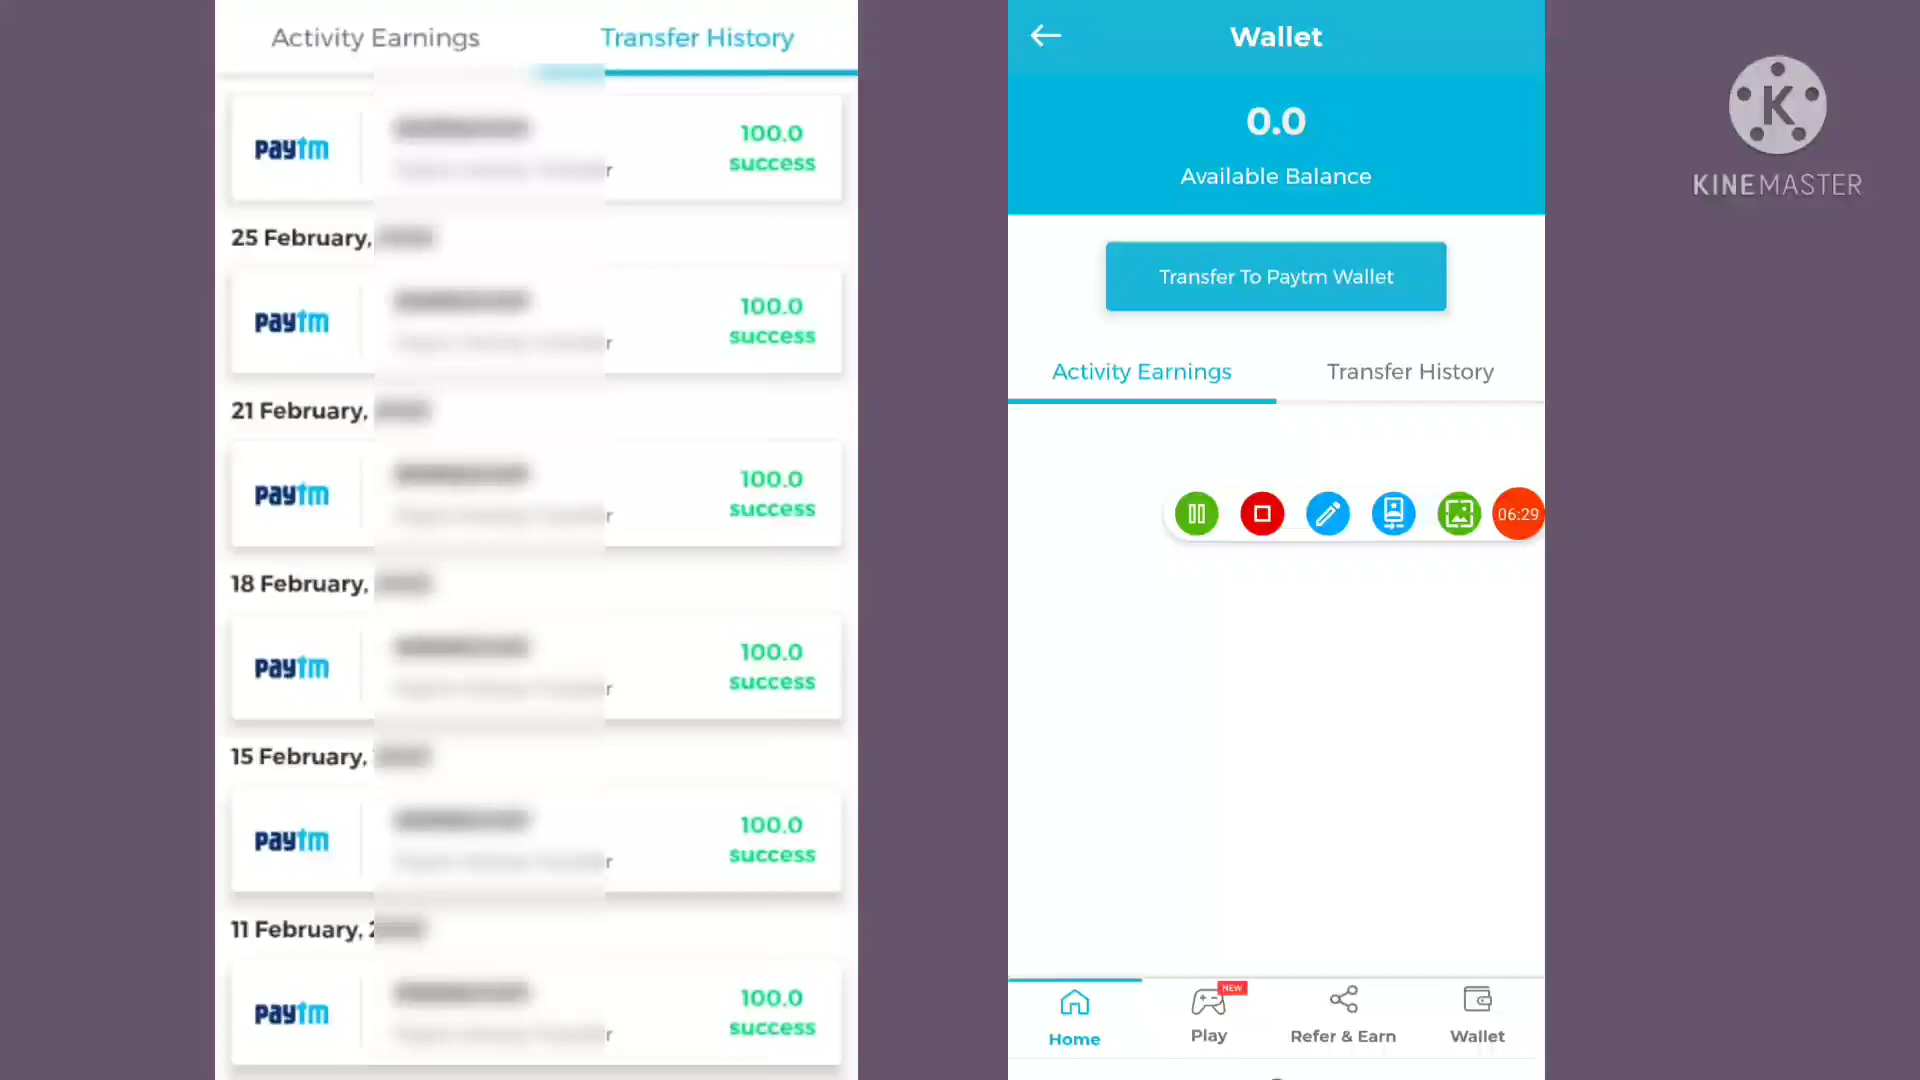 Activity Earnings
Transfer History
paytm
100.0
success
25 February,
paytm
100.0
success
21 February,
paytm
100.0
success
18 February,
paytm
100.0
success
15 February,
paytm
100.0
success
11 February,
paytm
100.0
success
Wallet
0.0
Available Balance
Transfer To Paytm Wallet
Activity Earnings
Transfer History
06:29
NEW
Home
Play
Refer & Earn
Wallet
K
KINEMASTER